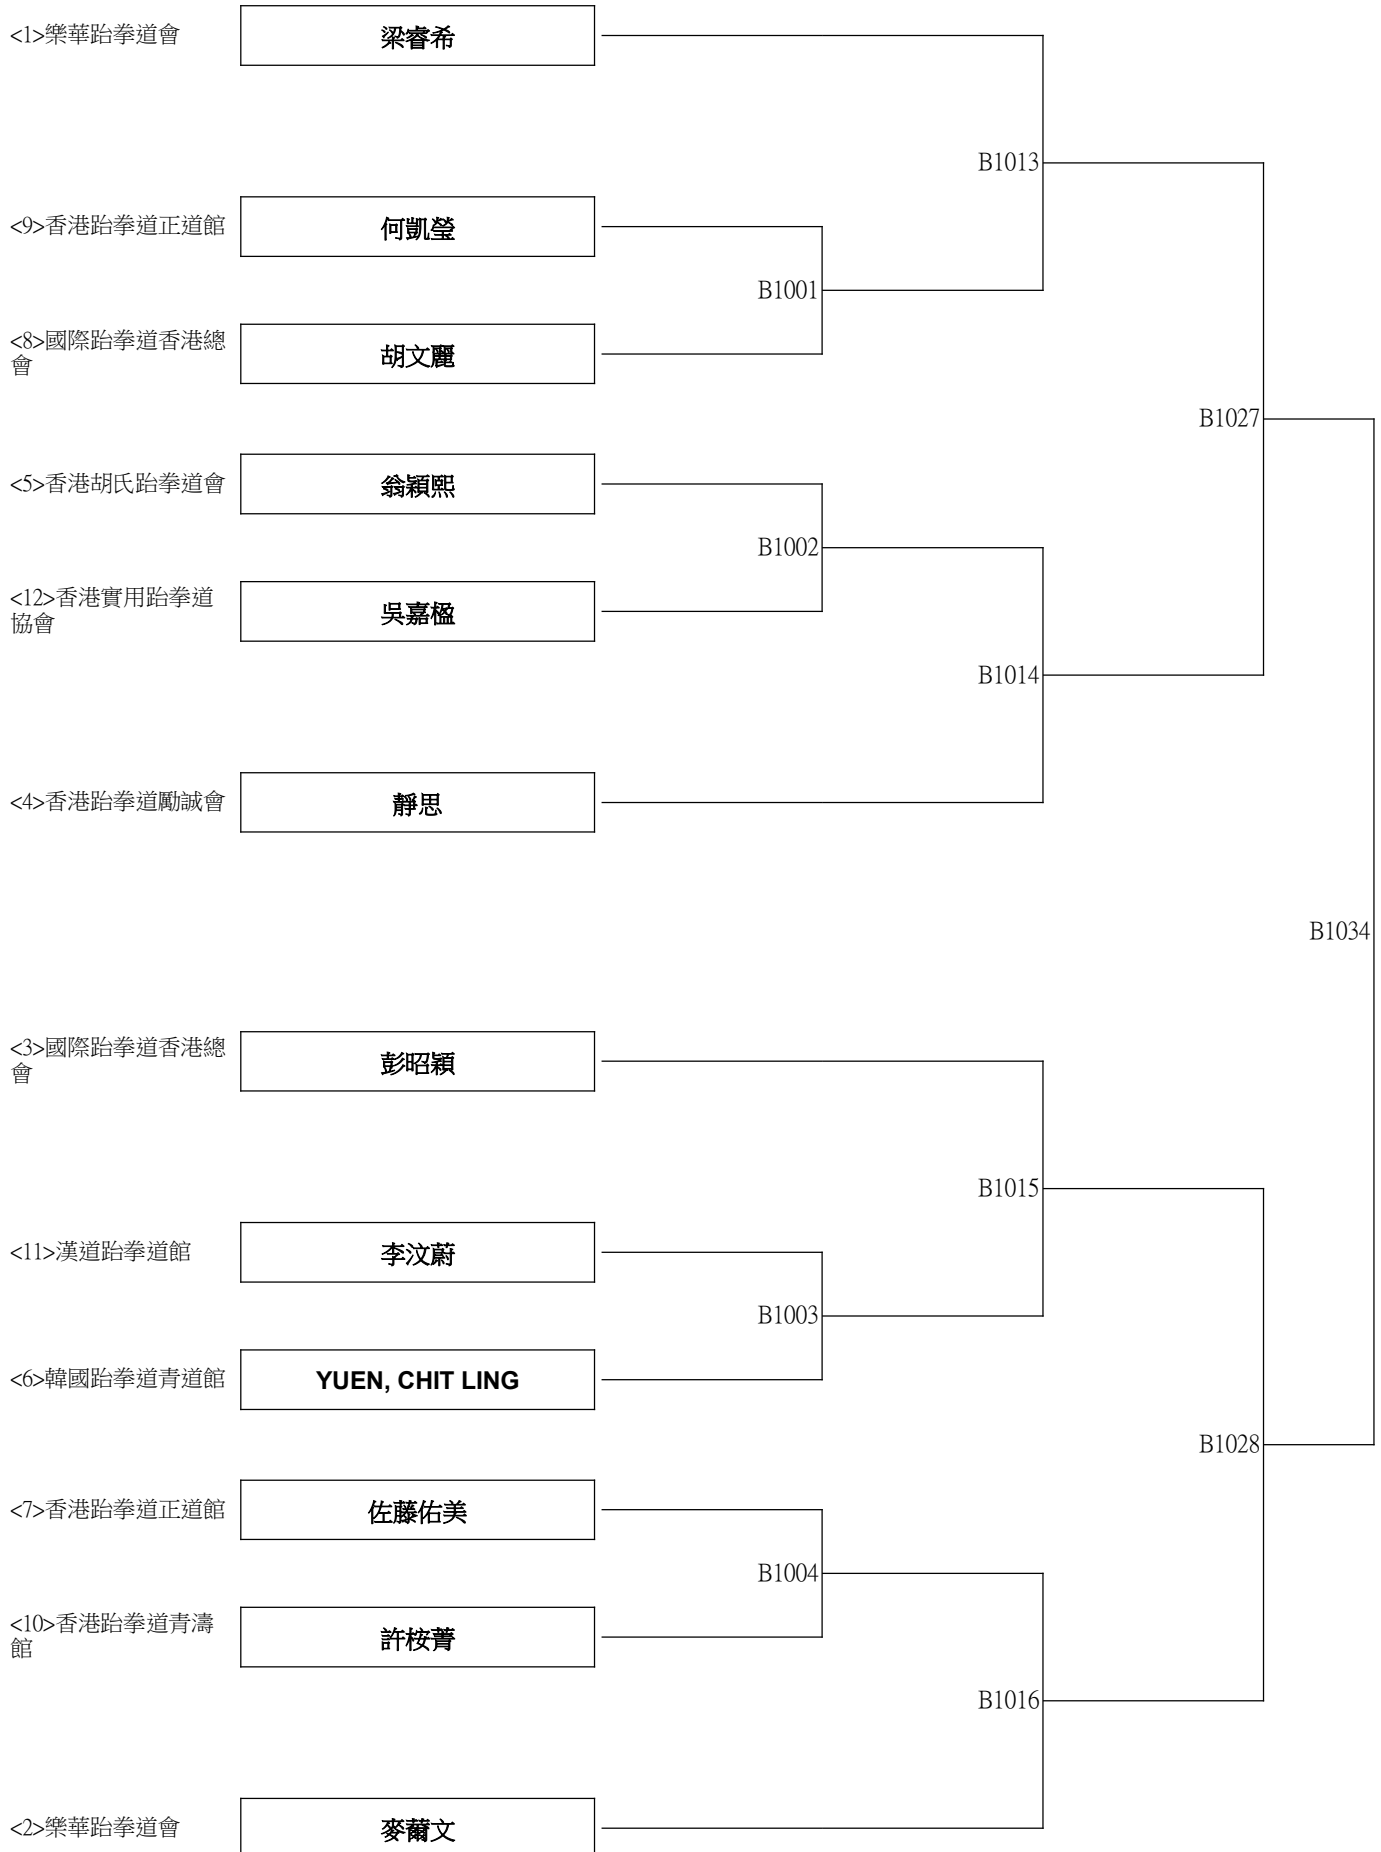 <1>樂華跆拳道會
梁睿希
B1013
<9>香港跆拳道正道館
何凱瑩
B1001
<8>國際跆拳道香港總
會
胡文麗
B1027
<5>香港胡氏跆拳道會
翁穎熙
B1002
<12>香港實用跆拳道
協會
吳嘉楹
B1014
<4>香港跆拳道勵誠會
靜思
B1034
<3>國際跆拳道香港總
會
彭昭穎
B1015
<11>漢道跆拳道館
李汶蔚
B1003
<6>韓國跆拳道青道館
YUEN, CHIT LING
B1028
<7>香港跆拳道正道館
佐藤佑美
B1004
<10>香港跆拳道青濤
館
許桉菁
B1016
<2>樂華跆拳道會
麥薾文